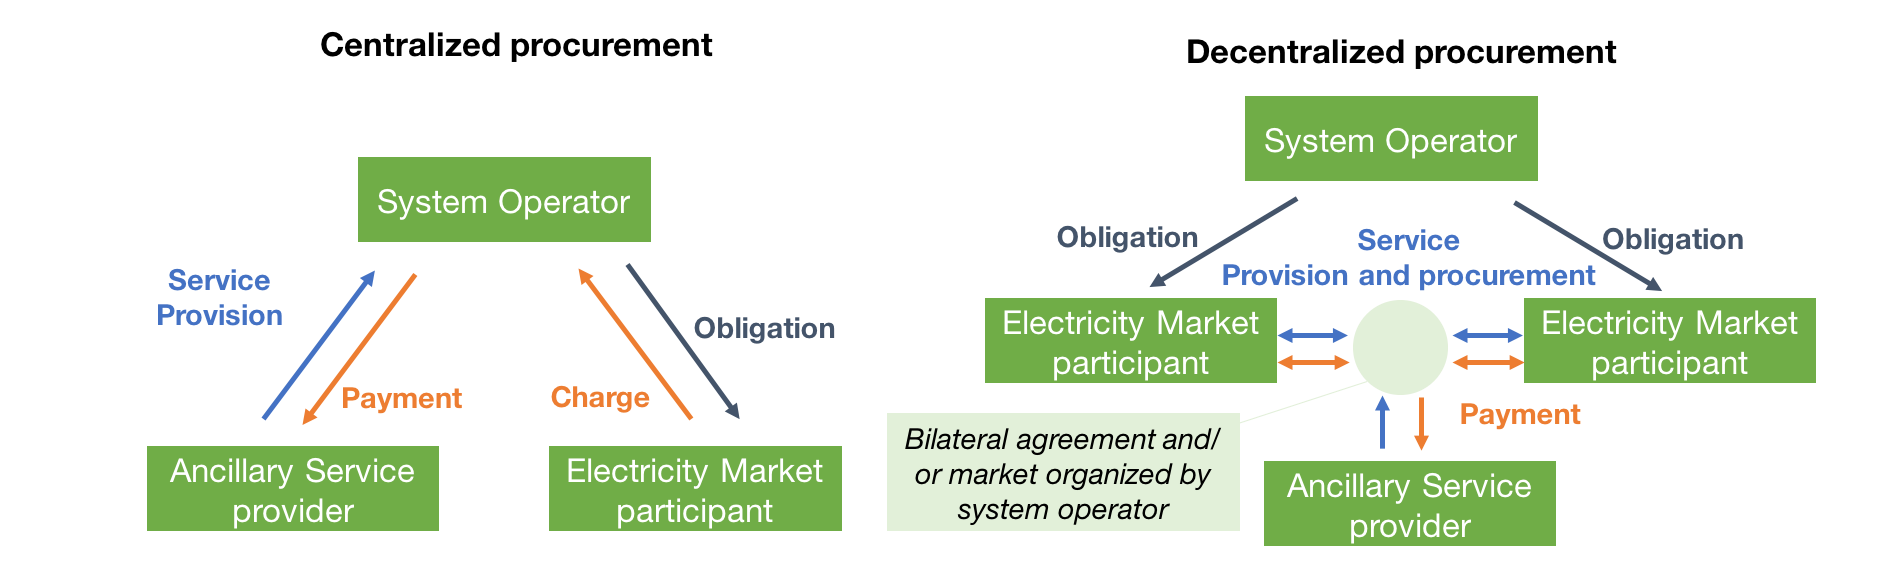 Centralized procurement
System Operator
Service
Provision
Payment
Charge
Obligation
Ancillary Service
provider
Electricity Market
participant
Decentralized procurement
System Operator
Obligation
Service
Provision and procurement
Obligation
Electricity Market
participant
Electricity Market
participant
Payment
Bilateral agreement and/
or market organized by
system operator
Ancillary Service
provider